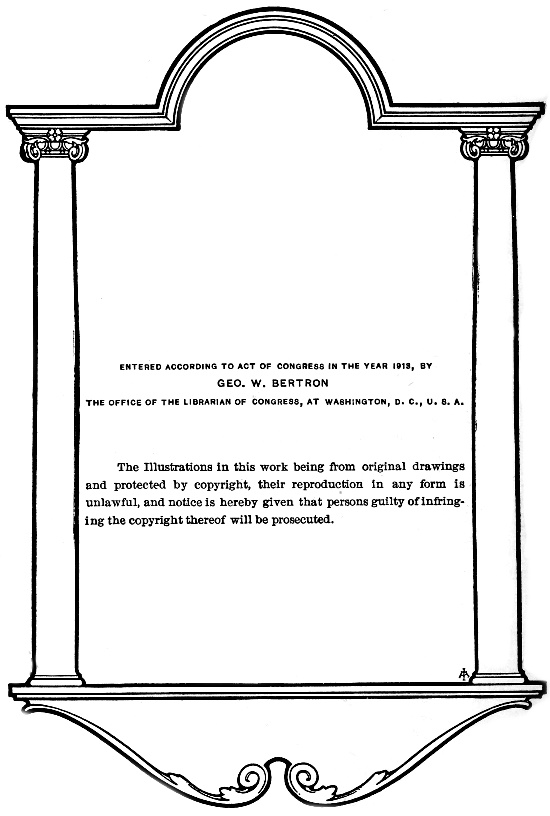 ENTERED ACCORDING TO ACT OF CONGRESS IN THE YEAR 1913, BY
GEO. W. BERTRON
THE OFFICE OF THE LIBRARIAN OF CONGRESS, AT WASHINGTON, D. C., U. S. A.
The Illustrations in this work being from original drawings
and protected by copyright, their reproduction in any form is
unlawful, and notice is hereby given that persons guilty of infring-
ing the copyright thereof will be prosecuted.